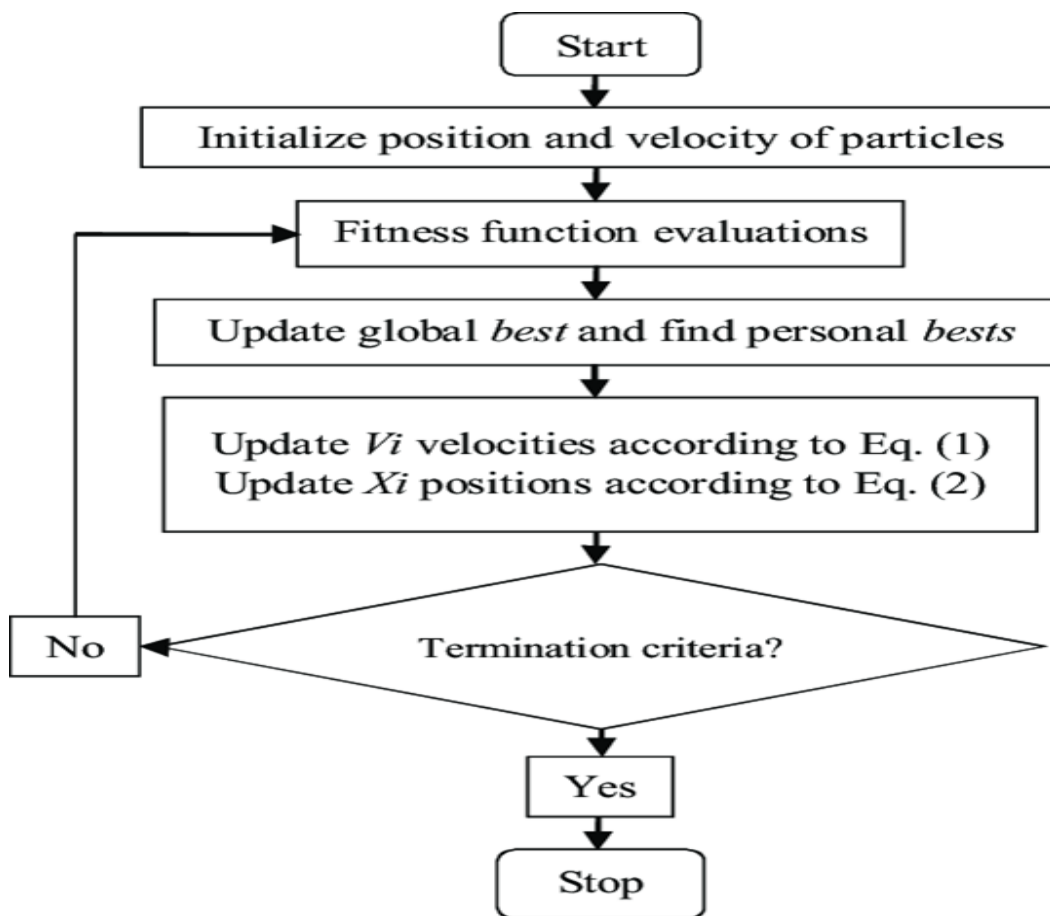 Start
Initialize position and velocity of particles
Fitness function evaluations
Update global best and find personal bests
Update Vi velocities according to Eq. (1)
Update Xi positions according to Eq. (2)
Termination criteria?
No
Yes
Stop